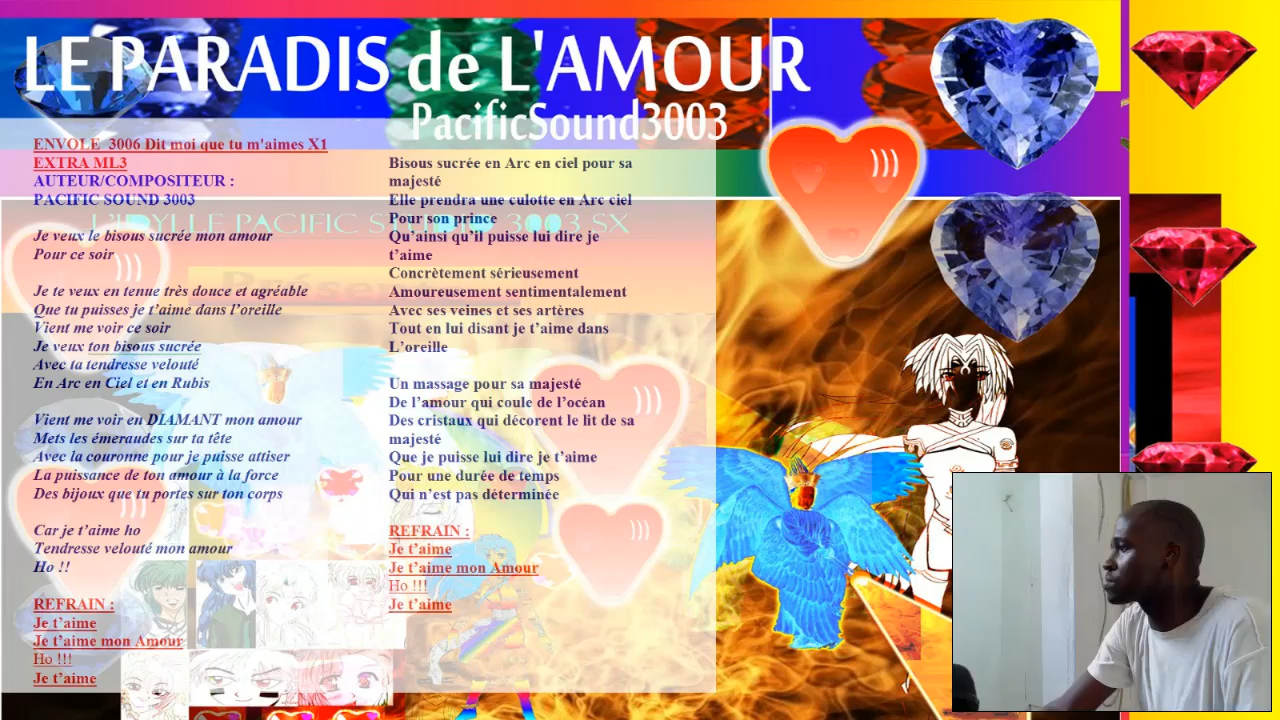 LE PARADIS de L'AMOUR
PacificSound3003
ENVOLE 3006 Dit moi que tu m'aimes X1
EXTRA ML3
AUTEUR/COMPOSITEUR :
PACIFIC SOUND 3003
L'IDYLLE PACIFIC STUDIO 3003 SX
Présente
Je veux le bisous sucrée mon amour
Pour ce soir
Je te veux en tenue très douce et agréable
Que tu puisses je t'aime dans l'oreille
Vient me voir ce soir
Je veux ton bisous sucrée
Avec ta tendresse velouté
En Arc en Ciel et en Rubis
Vient me voir en DIAMANT mon amour
Mets les émeraudes sur ta tête
Avec la couronne pour je puisse attiser
La puissance de ton amour à la force
Des bijoux que tu portes sur ton corps
Car je t'aime ho
Tendresse velouté mon amour
Ho !!
REFRAIN :
Je t'aime
Je t'aime mon Amour
Ho !!!
Je t'aime
Bisous sucrée en Arc en ciel pour sa
majesté
Elle prendra une culotte en Arc ciel
Pour son prince
Qu'ainsi qu'il puisse lui dire je
t'aime
Concrètement sérieusement
Amoureusement sentimentalement
Avec ses veines et ses artères
Tout en lui disant je t'aime dans
L'oreille
Un massage pour sa majesté
De l'amour qui coule de l'océan
Des cristaux qui décorent le lit de sa
majesté
Que je puisse lui dire je t'aime
Pour une durée de temps
Qui n'est pas déterminée
REFRAIN :
Je t'aime
Je t'aime mon Amour
Ho !!!
Je t'aime